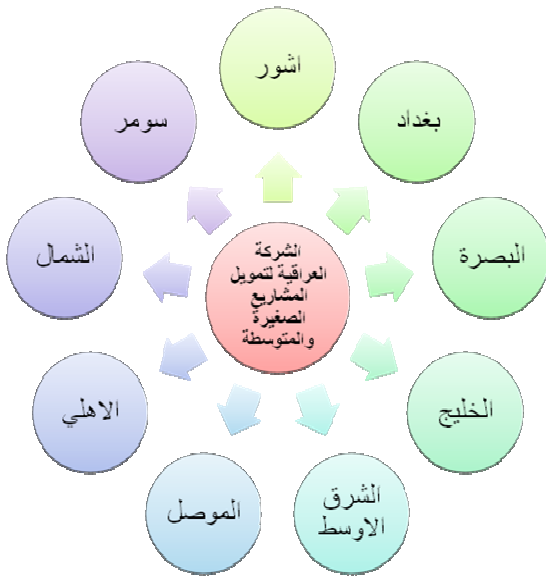 اشور
بغداد
البصرة
الخليج
الشرق
الاوسط
الموصل
الاهلي
الشمال
سومر
الشركة
العراقية لتمويل
المشاريع
الصغيرة
والمتوسطة